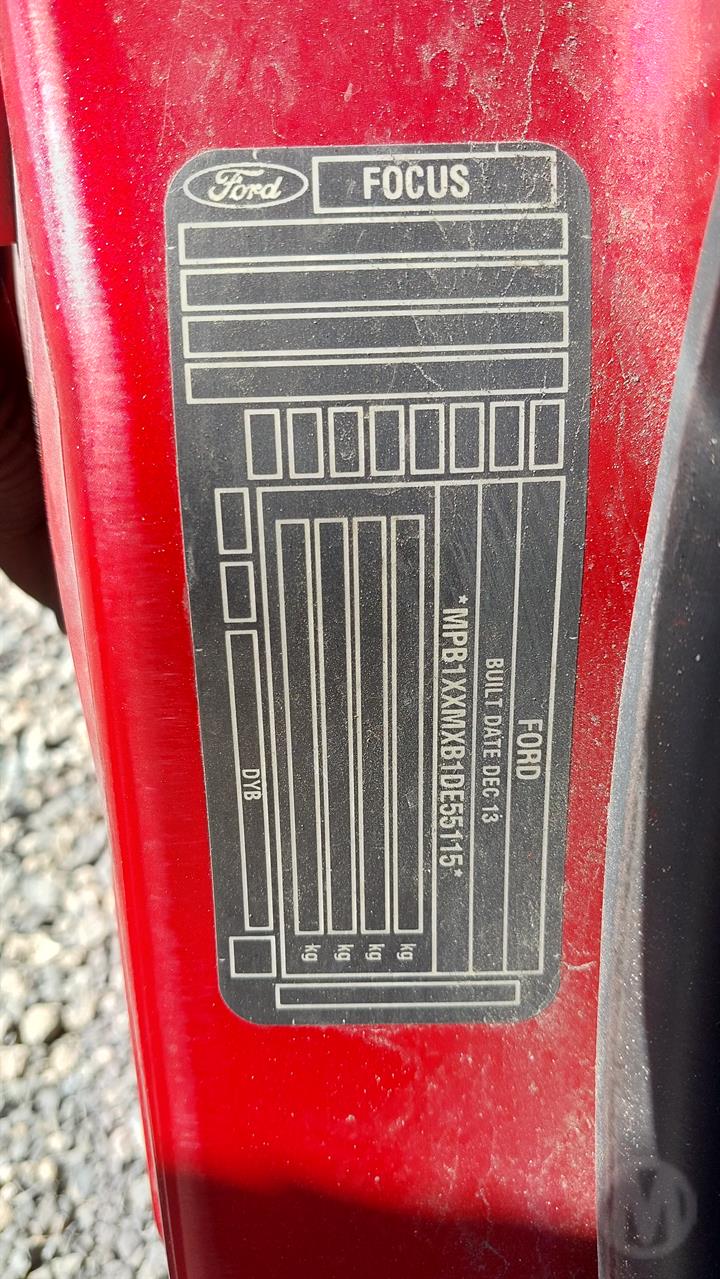 Ford
FOCUS
FORD
BUILT DATE DEC 13
*MPB1XXMXB1DE55115*
kg
kg
kg
kg
DYB
M